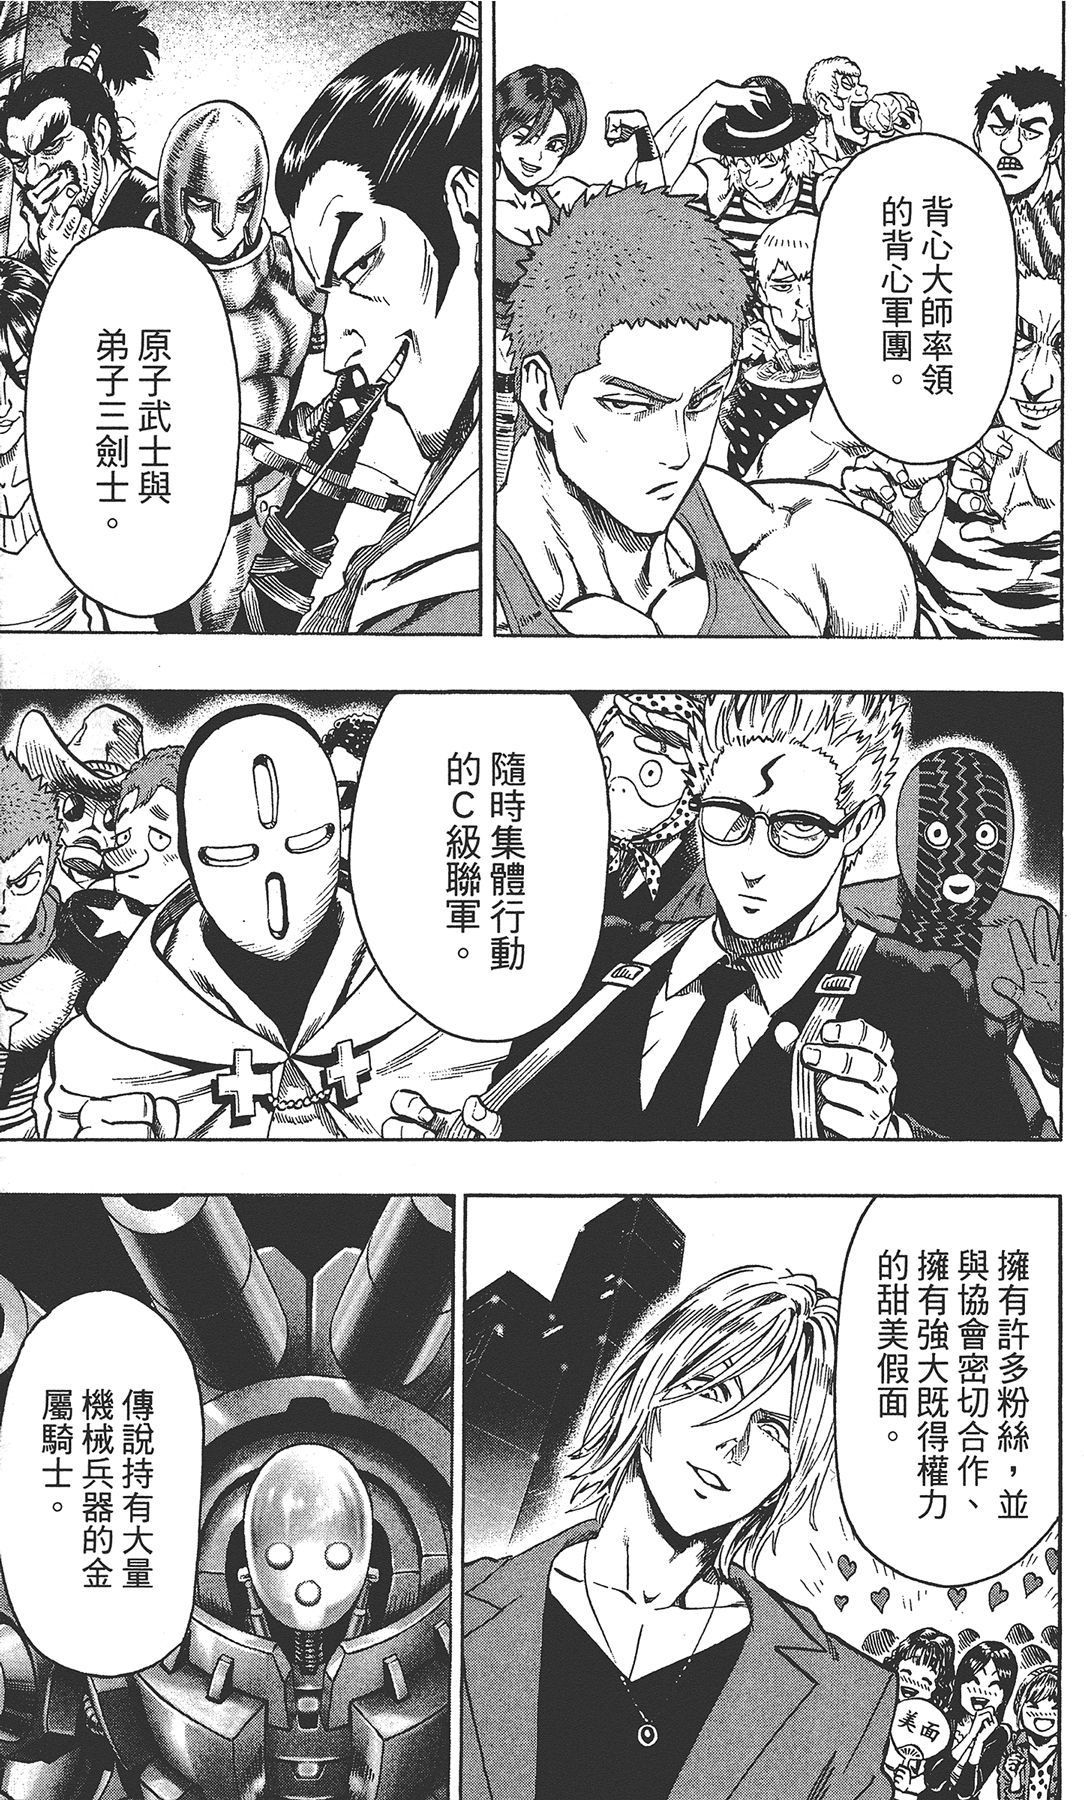 背心大師率領
的背心軍團。
原子武士與
弟子三劍士。
隨時集體行動
的C級聯軍。
擁有許多粉絲，並
與協會密切合作、
擁有強大既得權力
的甜美假面。
美面
傳說持有大量
機械兵器的金
屬騎士。